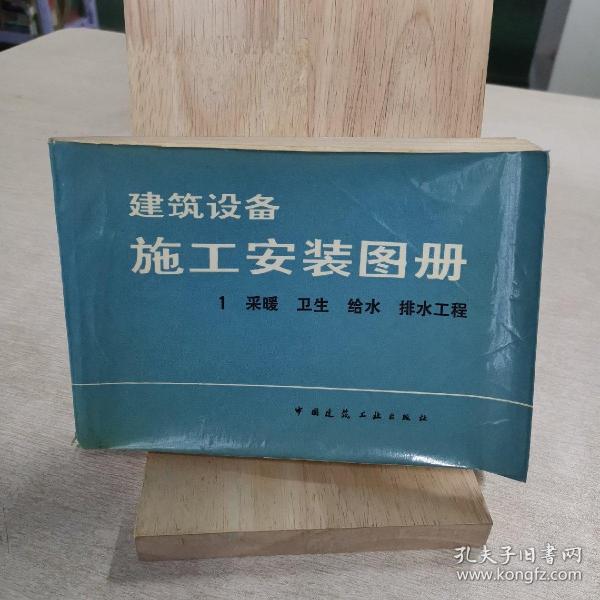 建筑设备
施工安装图册
1 采暖 卫生 给水 排水工程
中国建筑工业出版社
孔夫子旧书网
www.kongfz.com